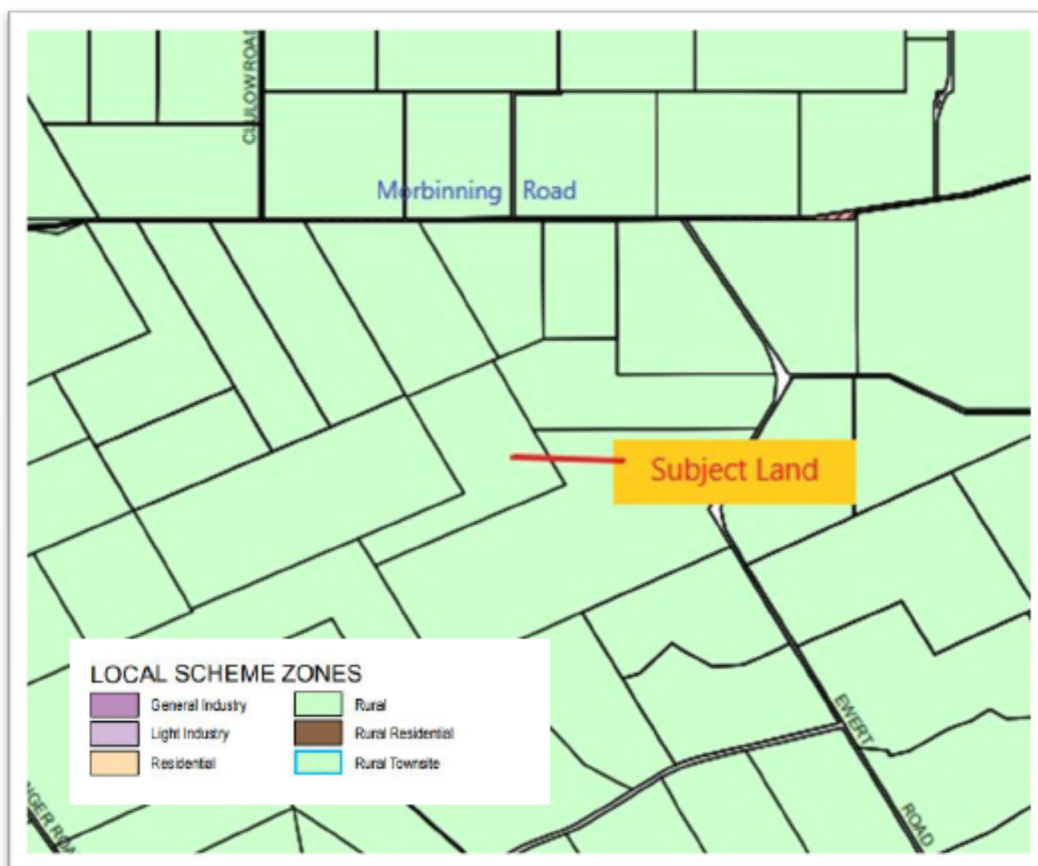 CLULOW ROAD
Morbinning Road
Subject Land
LOCAL SCHEME ZONES
General Industry
Rural
Light Industry
Rural Residential
Residential
Rural Townsite
EWERT
ROAD